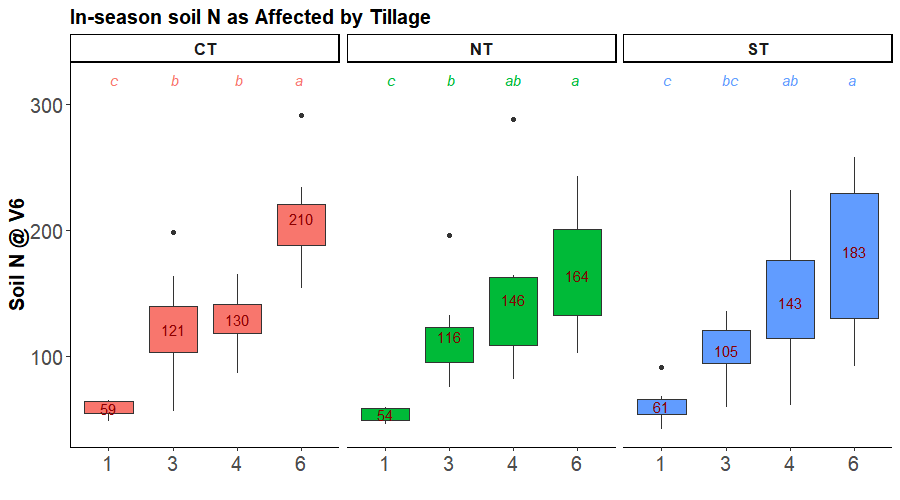 In-season soil N as Affected by Tillage
CT NT ST
c b b a c b ab a c bc ab a
300
200
100
Soil N @ V6
59 121 130 210 54 116 146 164 61 105 143 183
1 3 4 6 1 3 4 6 1 3 4 6